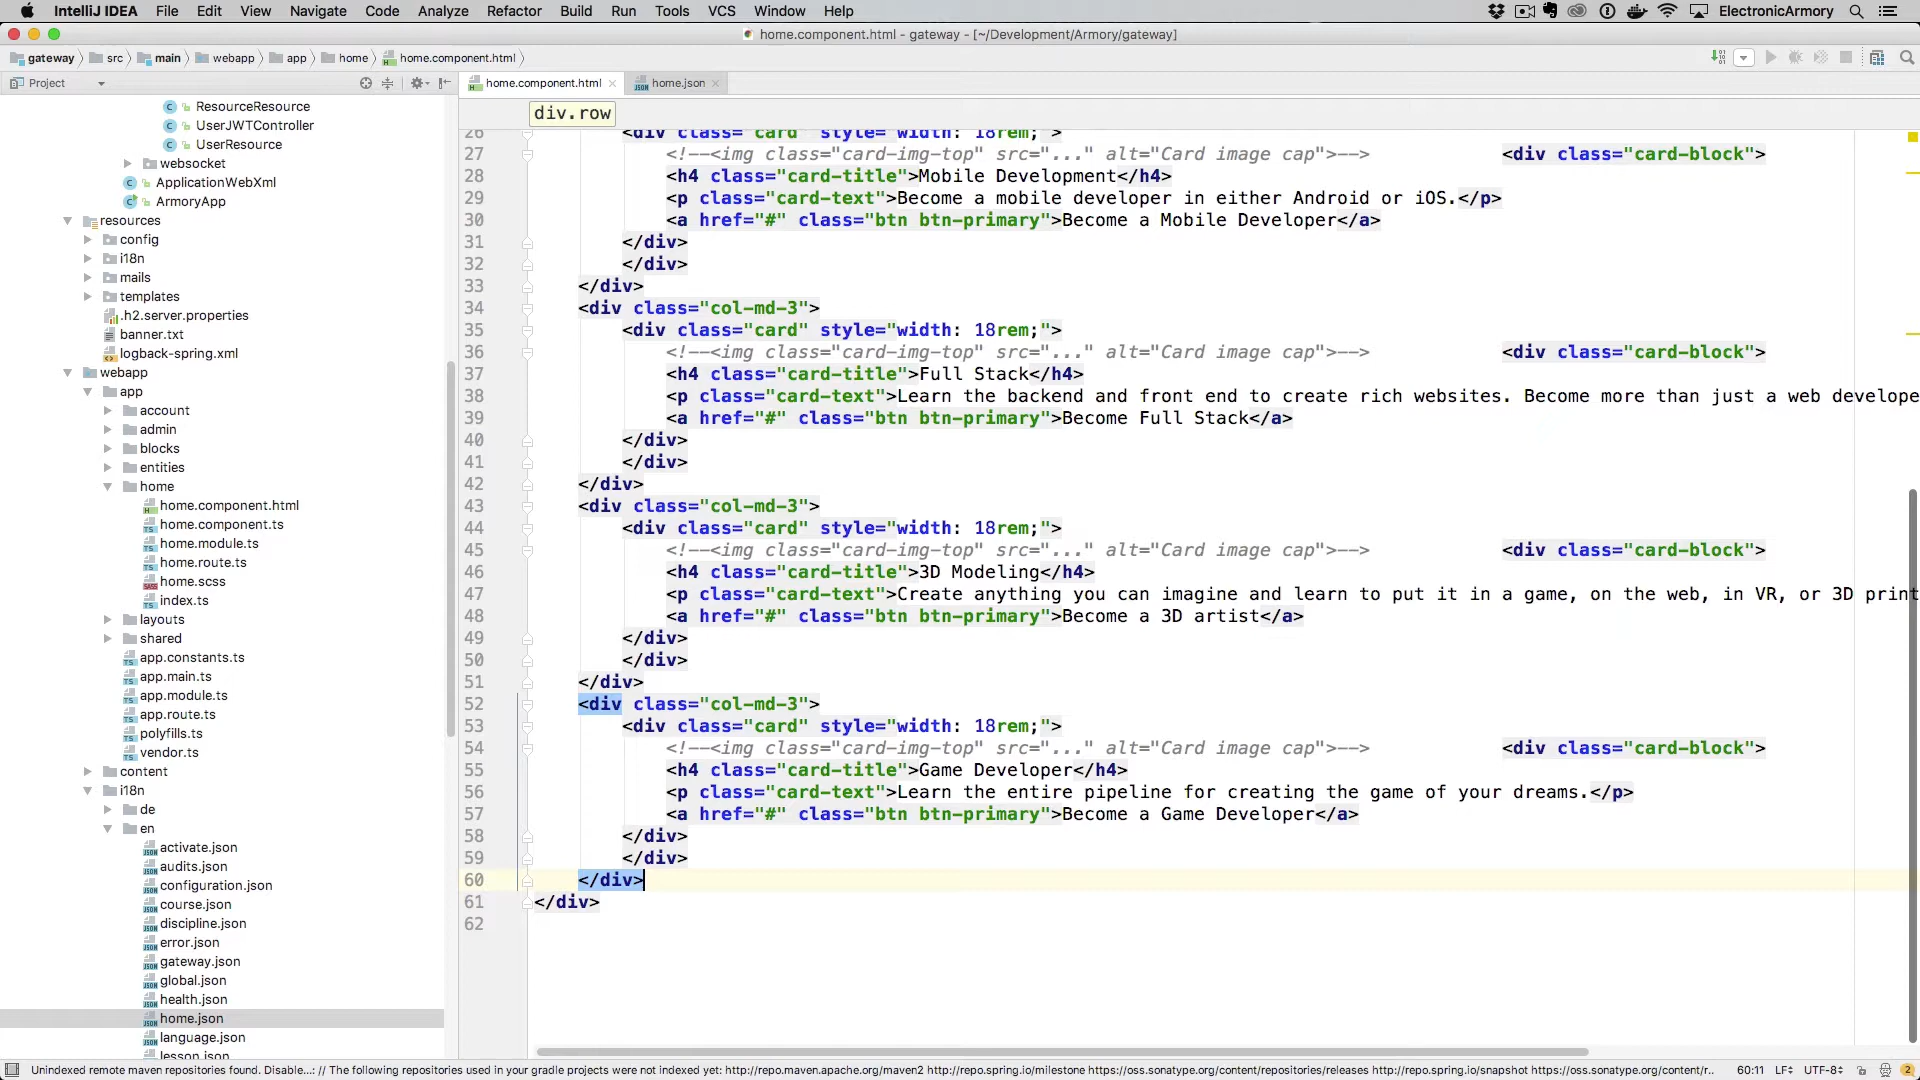 IntelliJ IDEA File Edit View Navigate Code Analyze Refactor Build Run Tools VCS Window Help ElectronicArmory
home.component.html - gateway - [~/Development/Armory/gateway]
gateway src main webapp app home home.component.html
Project
home.component.html
home.json
div.row
ResourceResource
UserJWTController
UserResource
websocket
ApplicationWebXml
ArmoryApp
resources
config
i18n
mails
templates
.h2.server.properties
banner.txt
logback-spring.xml
webapp
app
account
admin
blocks
entities
home
home.component.html
home.component.ts
home.module.ts
home.route.ts
home.scss
index.ts
layouts
shared
app.constants.ts
app.main.ts
app.module.ts
app.route.ts
polyfills.ts
vendor.ts
content
i18n
de
en
activate.json
audits.json
configuration.json
course.json
discipline.json
error.json
gateway.json
global.json
health.json
home.json
language.json
lesson.json
26 <div class="card" style="width: 18rem;">
27 <!--<img class="card-img-top" src="..." alt="Card image cap">--> <div class="card-block">
28 <h4 class="card-title">Mobile Development</h4>
29 <p class="card-text">Become a mobile developer in either Android or iOS.</p>
30 <a href="#" class="btn btn-primary">Become a Mobile Developer</a>
31 </div>
32 </div>
33 </div>
34 <div class="col-md-3">
35 <div class="card" style="width: 18rem;">
36 <!--<img class="card-img-top" src="..." alt="Card image cap">--> <div class="card-block">
37 <h4 class="card-title">Full Stack</h4>
38 <p class="card-text">Learn the backend and front end to create rich websites. Become more than just a web develope
39 <a href="#" class="btn btn-primary">Become Full Stack</a>
40 </div>
41 </div>
42 </div>
43 <div class="col-md-3">
44 <div class="card" style="width: 18rem;">
45 <!--<img class="card-img-top" src="..." alt="Card image cap">--> <div class="card-block">
46 <h4 class="card-title">3D Modeling</h4>
47 <p class="card-text">Create anything you can imagine and learn to put it in a game, on the web, in VR, or 3D print
48 <a href="#" class="btn btn-primary">Become a 3D artist</a>
49 </div>
50 </div>
51 </div>
52 <div class="col-md-3">
53 <div class="card" style="width: 18rem;">
54 <!--<img class="card-img-top" src="..." alt="Card image cap">--> <div class="card-block">
55 <h4 class="card-title">Game Developer</h4>
56 <p class="card-text">Learn the entire pipeline for creating the game of your dreams.</p>
57 <a href="#" class="btn btn-primary">Become a Game Developer</a>
58 </div>
59 </div>
60 </div>
61 </div>
62
Unindexed remote maven repositories found. Disable...: // The following repositories used in your gradle projects were not indexed yet: http://repo.maven.apache.org/maven2 http://repo.spring.io/milestone https://oss.sonatype.org/content/repositories/releases http://repo.spring.io/snapshot https://oss.sonatype.org/content/r.. 60:11 LF UTF-8 2